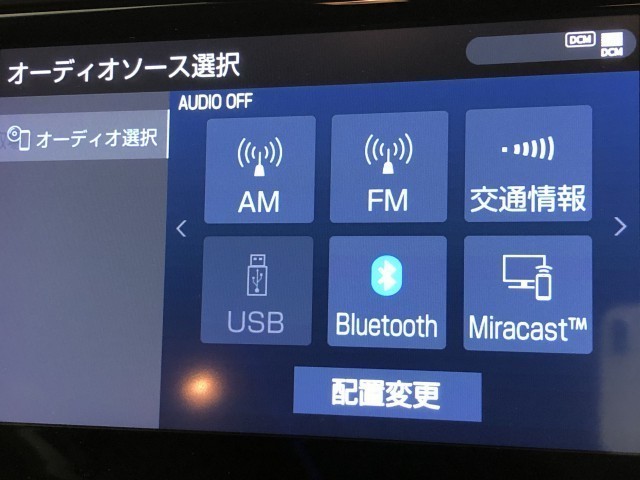 DCM
DCM
オーディオソース選択
オーディオ選択
AUDIO OFF
AM
FM
交通情報
USB
Bluetooth
Miracast™
配置変更